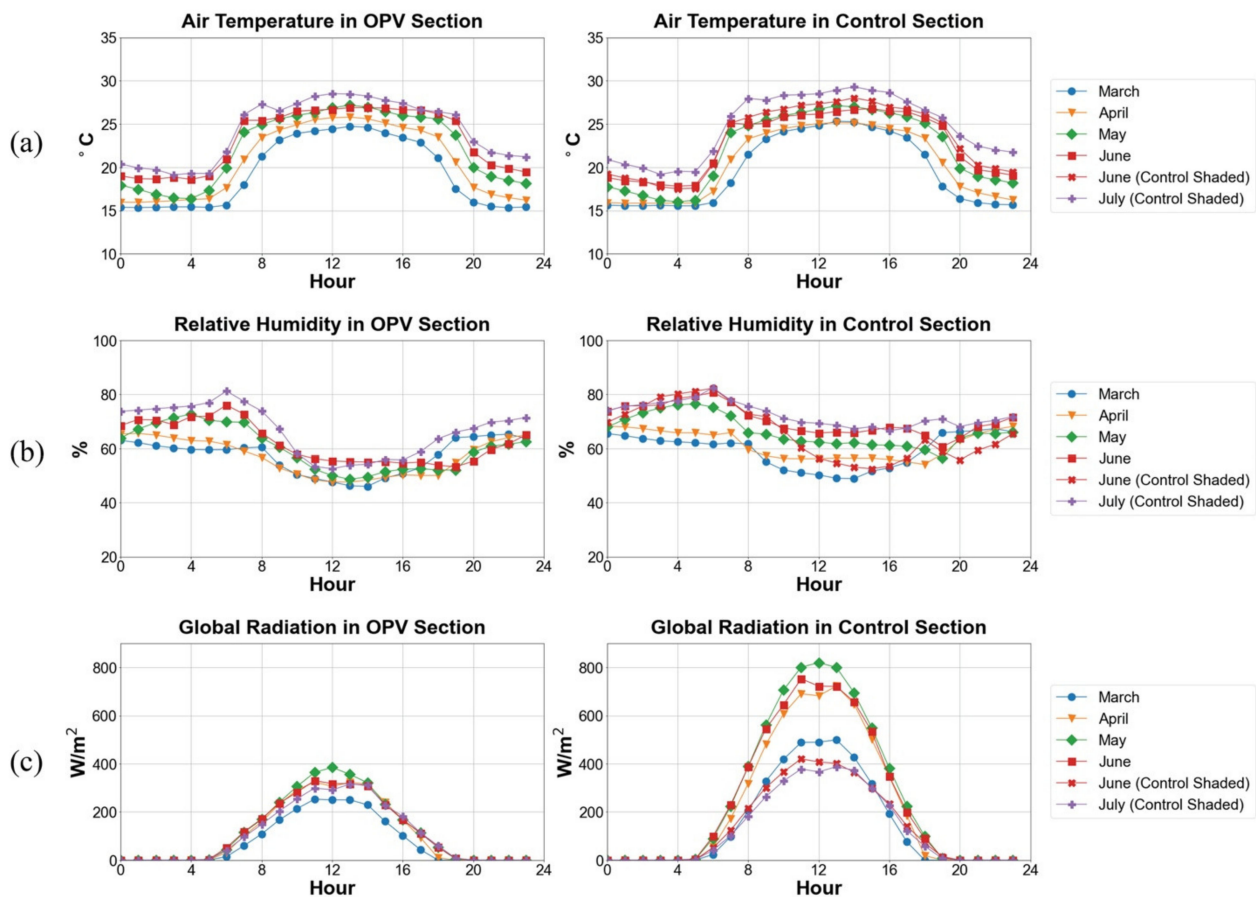 Air Temperature in OPV Section
Air Temperature in Control Section
(a)
° C
35
30
25
20
15
10
0 4 8 12 16 20 24
Hour
° C
35
30
25
20
15
10
0 4 8 12 16 20 24
Hour
March
April
May
June
June (Control Shaded)
July (Control Shaded)
Relative Humidity in OPV Section
Relative Humidity in Control Section
(b)
%
100
80
60
40
20
0 4 8 12 16 20 24
Hour
%
100
80
60
40
20
0 4 8 12 16 20 24
Hour
March
April
May
June
June (Control Shaded)
July (Control Shaded)
Global Radiation in OPV Section
Global Radiation in Control Section
(c)
W/m²
800
600
400
200
0
0 4 8 12 16 20 24
Hour
W/m²
800
600
400
200
0
0 4 8 12 16 20 24
Hour
March
April
May
June
June (Control Shaded)
July (Control Shaded)